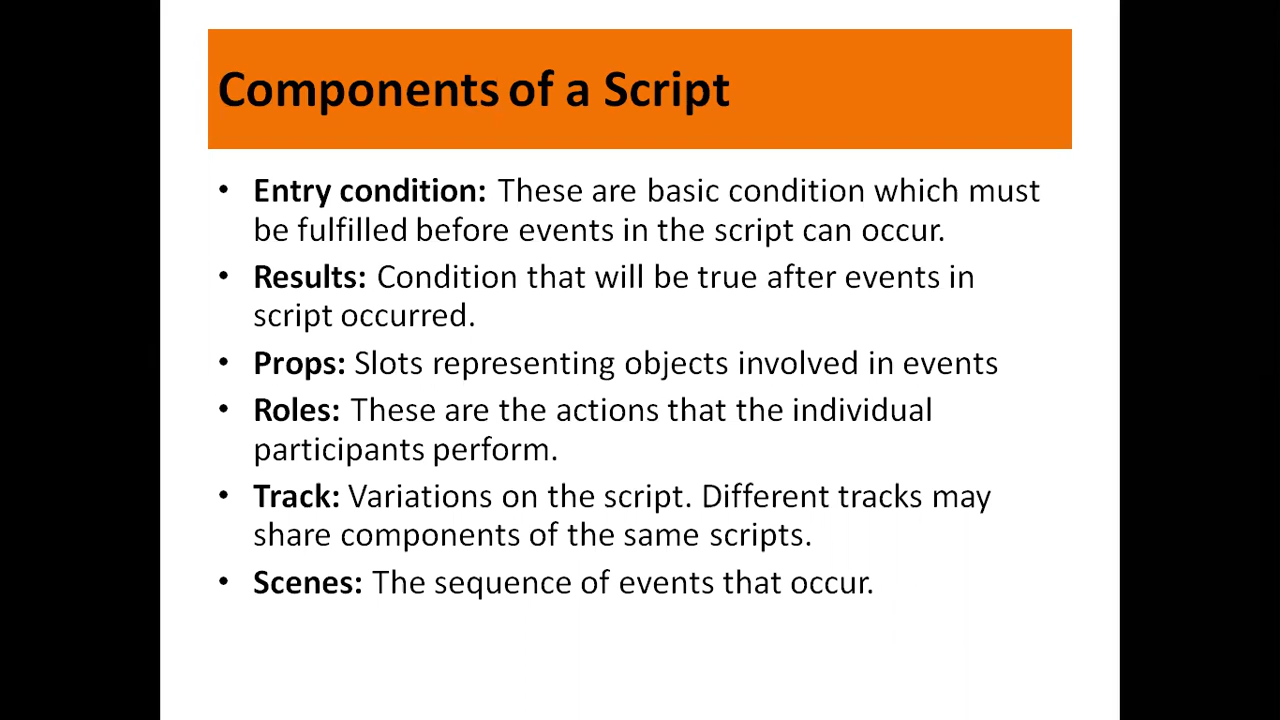 Components of a Script
• Entry condition: These are basic condition which must
be fulfilled before events in the script can occur.
• Results: Condition that will be true after events in
script occurred.
• Props: Slots representing objects involved in events
• Roles: These are the actions that the individual
participants perform.
• Track: Variations on the script. Different tracks may
share components of the same scripts.
• Scenes: The sequence of events that occur.